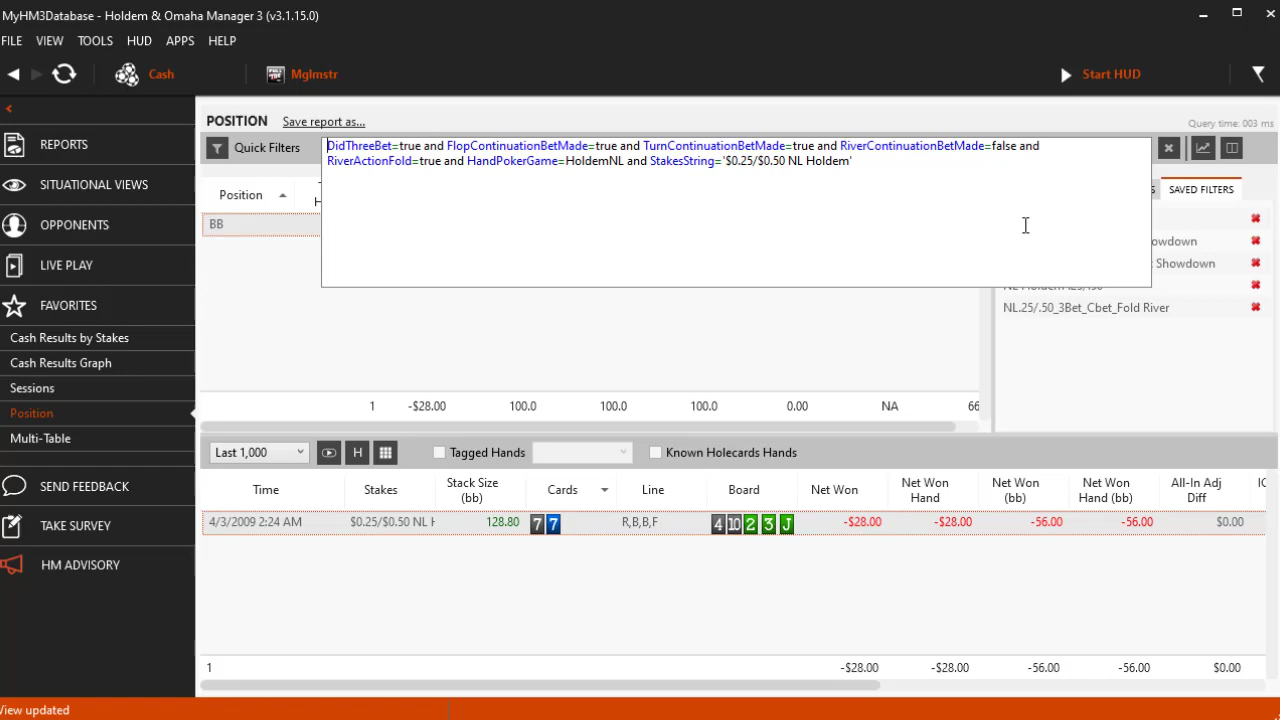 MyHM3Database - Holdem & Omaha Manager 3 (v3.1.15.0)
FILE VIEW TOOLS HUD APPS HELP
Cash Mglmstr Start HUD
POSITION Save report as... Query time: 003 ms
Quick Filters
DidThreeBet=true and FlopContinuationBetMade=true and TurnContinuationBetMade=true and RiverContinuationBetMade=false and
RiverActionFold=true and HandPokerGame=HoldemNL and StakesString='$0.25/$0.50 NL Holdem'
REPORTS
SITUATIONAL VIEWS
OPPONENTS
LIVE PLAY
FAVORITES
Cash Results by Stakes
Cash Results Graph
Sessions
Position
Multi-Table
SEND FEEDBACK
TAKE SURVEY
HM ADVISORY
Position
BB
SAVED FILTERS
Showdown
NL.25/.50_3Bet_Cbet_Fold River
1 -$28.00 100.0 100.0 100.0 0.00 NA 66
Last 1,000 H Tagged Hands Known Holecards Hands
Time Stakes Stack Size (bb) Cards Line Board Net Won Net Won Hand Net Won (bb) Net Won Hand (bb) All-In Adj Diff
4/3/2009 2:24 AM $0.25/$0.50 NL 128.80 7 7 R,B,B,F 4 10 2 3 J -$28.00 -$28.00 -56.00 -56.00 $0.00
1 -$28.00 -$28.00 -56.00 -56.00 $0.00
View updated